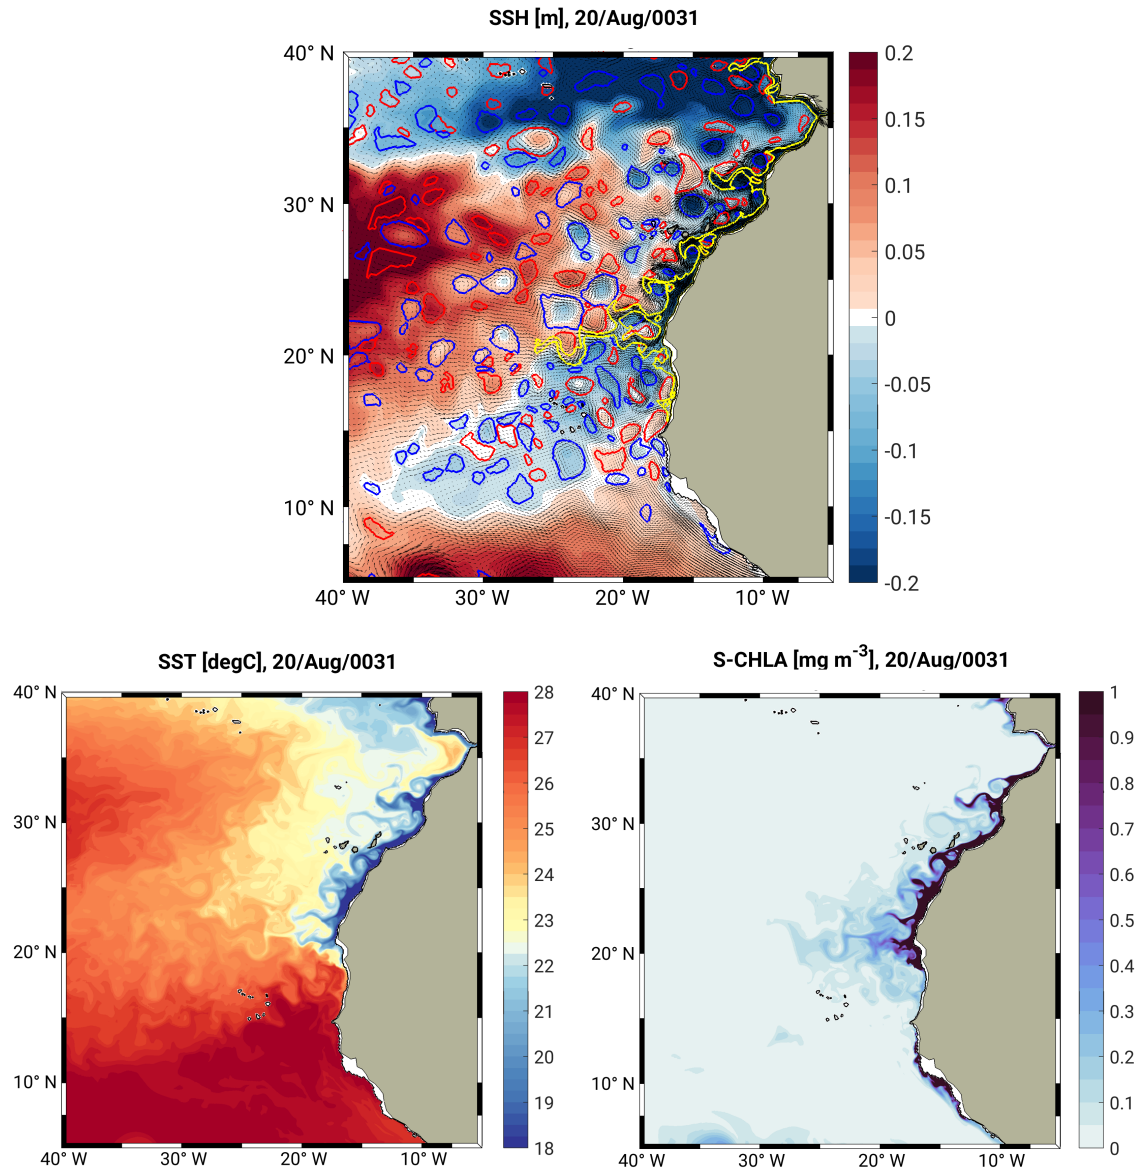 SSH [m], 20/Aug/0031
40° N
30° N
20° N
10° N
40° W
30° W
20° W
10° W
0.2
0.15
0.1
0.05
0
-0.05
-0.1
-0.15
-0.2
SST [degC], 20/Aug/0031
40° N
30° N
20° N
10° N
40° W
30° W
20° W
10° W
28
27
26
25
24
23
22
21
20
19
18
S-CHLA [mg m-3], 20/Aug/0031
40° N
30° N
20° N
10° N
40° W
30° W
20° W
10° W
1
0.9
0.8
0.7
0.6
0.5
0.4
0.3
0.2
0.1
0